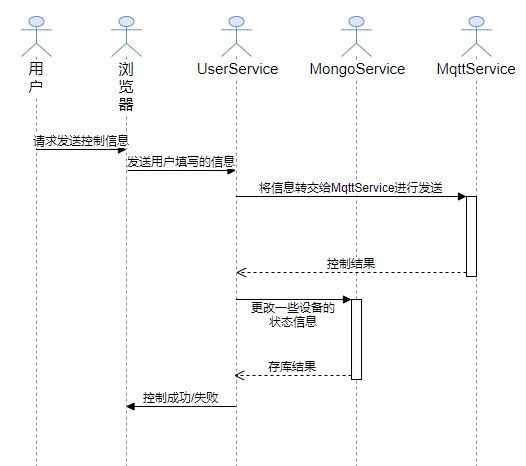 用
户
浏
览
器
UserService
MongoService
MqttService
请求发送控制信息
发送用户填写的信息
将信息转交给MqttService进行发送
控制结果
更改一些设备的
状态信息
存库结果
控制成功/失败